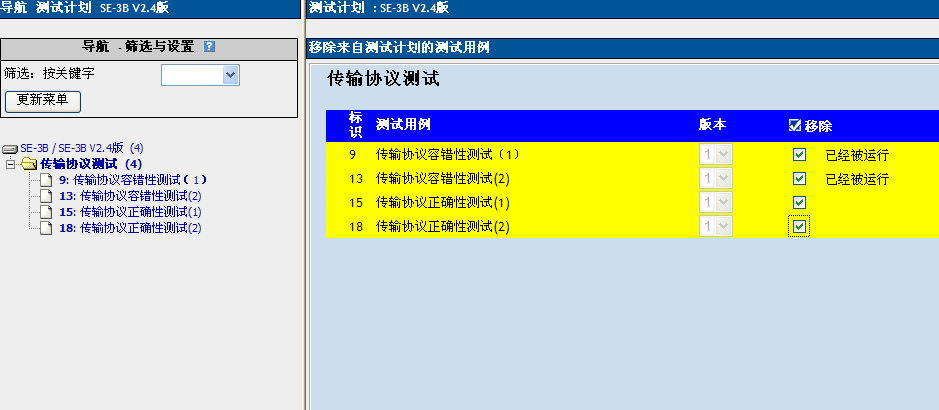 导航 测试计划 SE-3B V2.4版
导航 - 筛选与设置 ?
筛选：按关键字
更新菜单
SE-3B / SE-3B V2.4版 (4)
传输协议测试 (4)
9: 传输协议容错性测试（1）
13: 传输协议容错性测试(2)
15: 传输协议正确性测试(1)
18: 传输协议正确性测试(2)
测试计划 : SE-3B V2.4版
移除来自测试计划的测试用例
传输协议测试
标识 测试用例 版本 移除
9 传输协议容错性测试（1） 1 已经被运行
13 传输协议容错性测试(2) 1 已经被运行
15 传输协议正确性测试(1) 1
18 传输协议正确性测试(2) 1